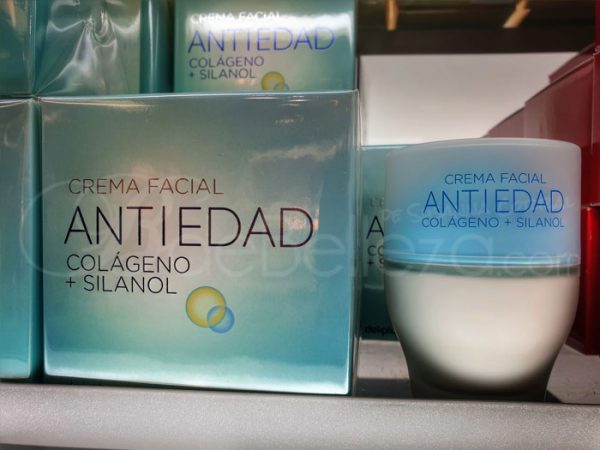 CREMA FACIAL
ANTIEDAD
COLÁGENO
+ SILANOL
CREMA FACIAL
ANTIEDAD
COLÁGENO
+ SILANOL
CREMA FACIAL
ANTIEDAD
COLÁGENO + SILANOL